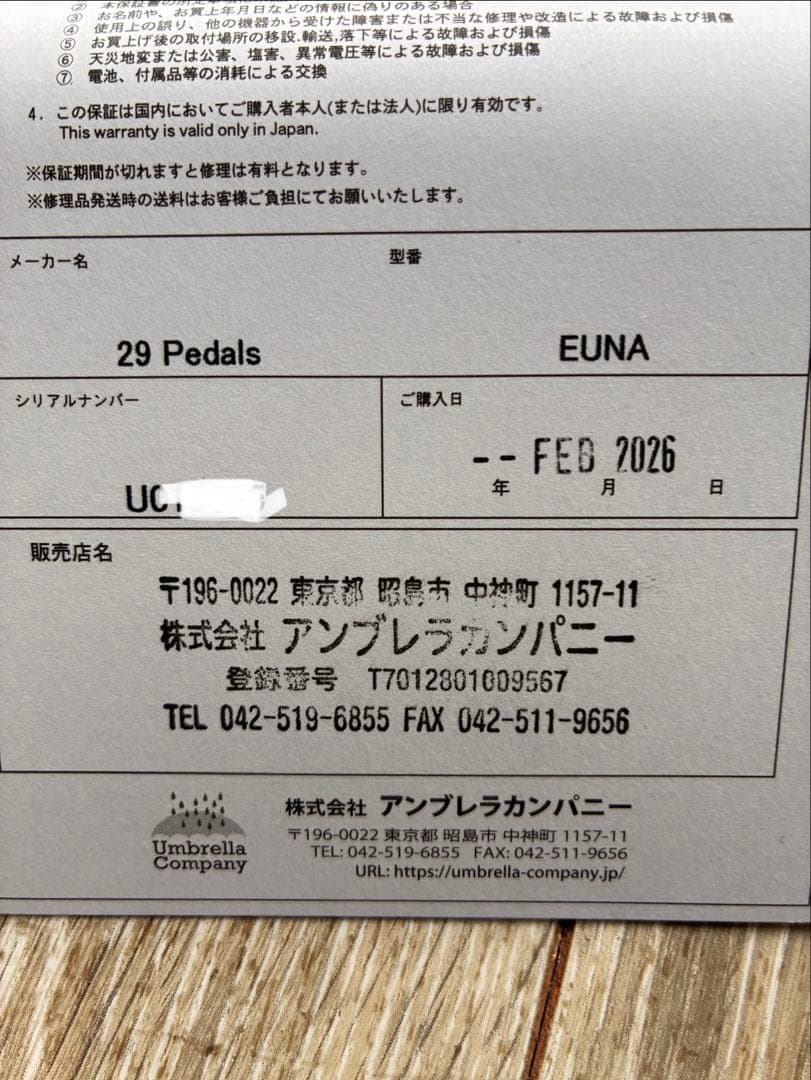 ② 本保証書の
などの情報に偽りのある場合
③ お名前や、お買上年月日
④ 使用上の誤り、他の機器から受けた障害または不当な修理や改造による故障および損傷
⑤ お買上げ後の取付場所の移設、輸送,落下等による故障および損傷
⑥ 天災地変または公害、塩害、異常電圧等による故障および損傷
⑦ 電池、付属品等の消耗による交換
4. この保証は国内においてご購入者本人(または法人)に限り有効です。
This warranty is valid only in Japan.
※保証期間が切れますと修理は有料となります。
※修理品発送時の送料はお客様ご負担にてお願いいたします。
メーカー名
型番
29 Pedals
EUNA
シリアルナンバー
ご購入日
UC
-- FEB 2026
年 月 日
販売店名
〒196-0022 東京都 昭島市 中神町 1157-11
株式会社 アンブレラカンパニー
登録番号 T7012801009567
TEL 042-519-6855 FAX 042-511-9656
Umbrella
Company
株式会社 アンブレラカンパニー
〒196-0022 東京都 昭島市 中神町 1157-11
TEL: 042-519-6855 FAX: 042-511-9656
URL: https://umbrella-company.jp/